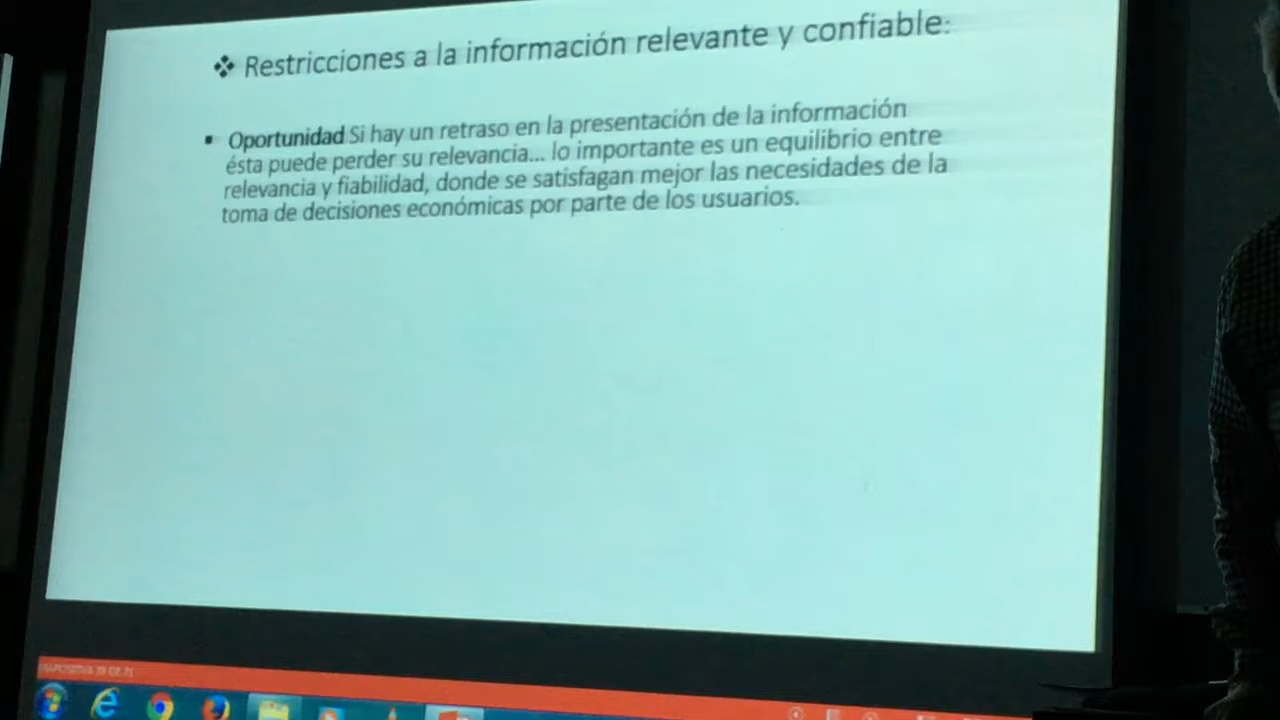 ❖ Restricciones a la información relevante y confiable:
▪ Oportunidad Si hay un retraso en la presentación de la información
ésta puede perder su relevancia... lo importante es un equilibrio entre
relevancia y fiabilidad, donde se satisfagan mejor las necesidades de la
toma de decisiones económicas por parte de los usuarios.